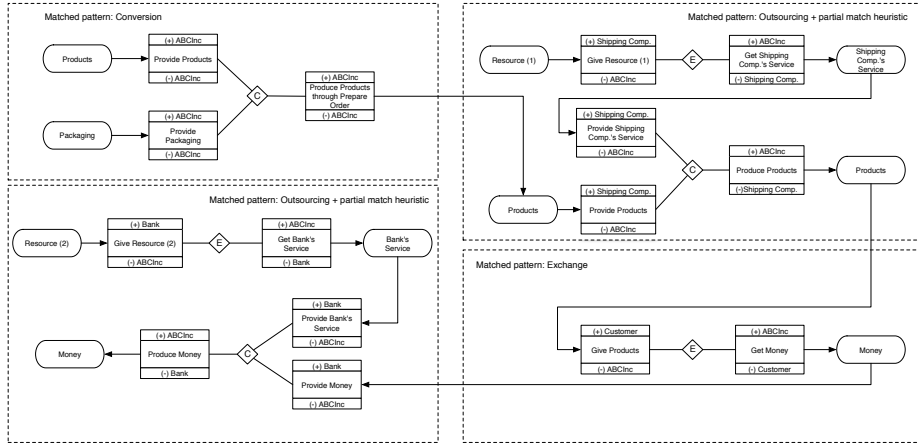 Matched pattern: Conversion
Products
(+) ABCInc
Provide Products
(-) ABCInc
Packaging
(+) ABCInc
Provide
Packaging
(-) ABCInc
C
(+) ABCInc
Produce Products
through Prepare
Order
(-) ABCInc
Matched pattern: Outsourcing + partial match heuristic
Resource (1)
(+) Shipping Comp.
Give Resource (1)
(-) ABCInc
E
(+) ABCInc
Get Shipping
Comp.'s Service
(-) Shipping Comp.
Shipping
Comp.'s
Service
(+) Shipping Comp.
Provide Shipping
Comp.'s Service
(-) ABCInc
Products
(+) Shipping Comp.
Provide Products
(-) ABCInc
C
(+) ABCInc
Produce Products
(-)Shipping Comp.
Products
Matched pattern: Outsourcing + partial match heuristic
Resource (2)
(+) Bank
Give Resource (2)
(-) ABCInc
E
(+) ABCInc
Get Bank's
Service
(-) Bank
Bank's
Service
(+) Bank
Provide Bank's
Service
(-) ABCInc
Money
(+) ABCInc
Produce Money
(-) Bank
C
(+) Bank
Provide Money
(-) ABCInc
Matched pattern: Exchange
(+) Customer
Give Products
(-) ABCInc
E
(+) ABCInc
Get Money
(-) Customer
Money